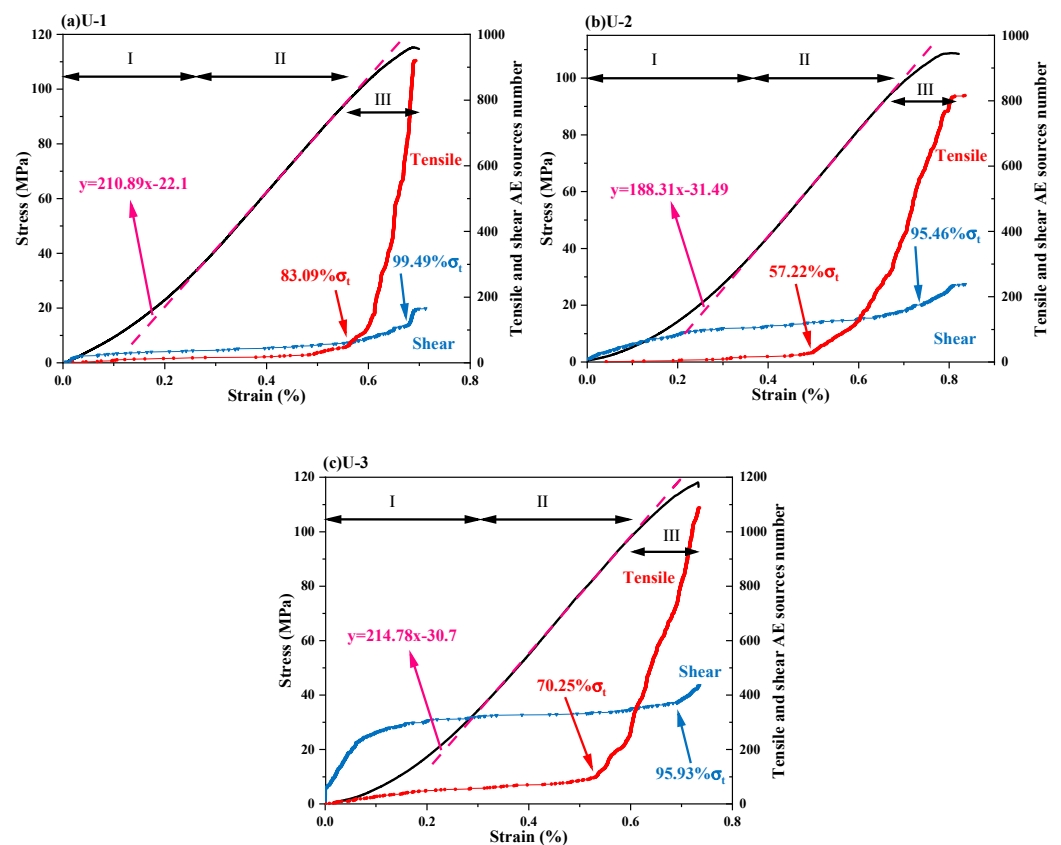 (a)U-1
I
II
III
Tensile
y=210.89x-22.1
83.09%σt
99.49%σt
Shear
0
20
40
60
80
100
120
0
200
400
600
800
1000
0.0
0.2
0.4
0.6
0.8
Stress (MPa)
Strain (%)
Tensile and shear AE sources number
(b)U-2
I
II
III
Tensile
y=188.31x-31.49
57.22%σt
95.46%σt
Shear
0
20
40
60
80
100
0
200
400
600
800
1000
0.0
0.2
0.4
0.6
0.8
Stress (MPa)
Strain (%)
Tensile and shear AE sources number
(c)U-3
I
II
III
Tensile
y=214.78x-30.7
Shear
70.25%σt
95.93%σt
0
20
40
60
80
100
120
0
200
400
600
800
1000
1200
0.0
0.2
0.4
0.6
0.8
Stress (MPa)
Strain (%)
Tensile and shear AE sources number